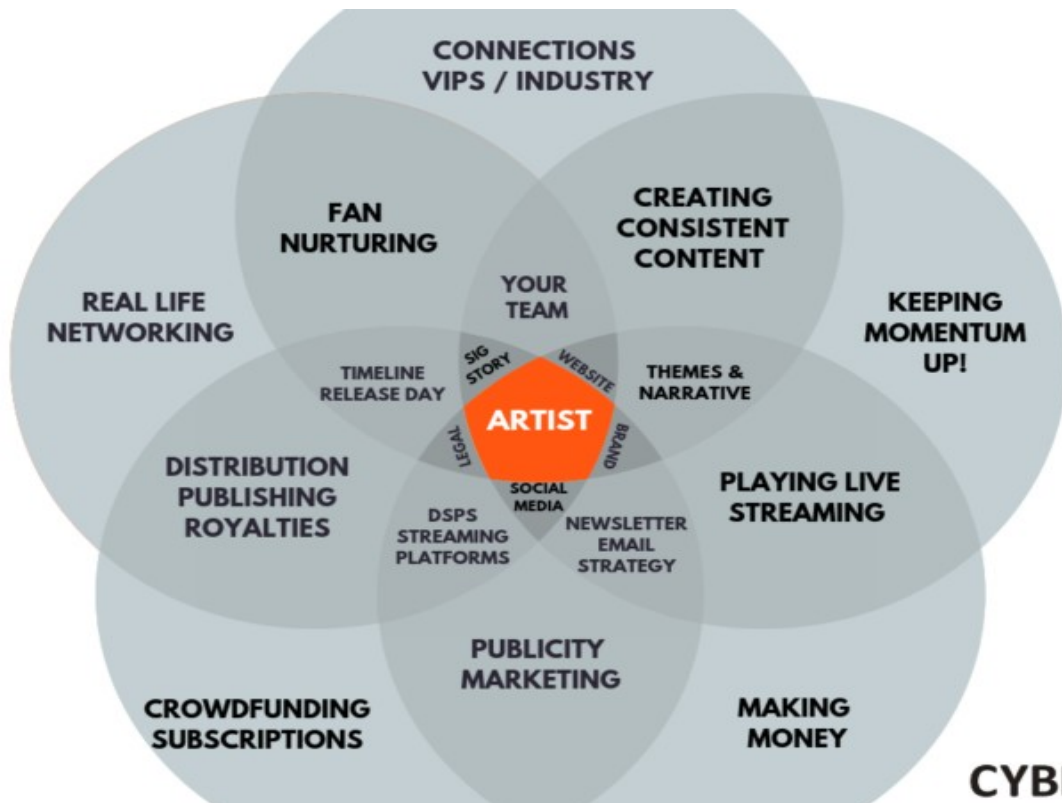 CONNECTIONS
VIPS / INDUSTRY
FAN
NURTURING
CREATING
CONSISTENT
CONTENT
YOUR
TEAM
REAL LIFE
NETWORKING
KEEPING
MOMENTUM
UP!
TIMELINE
RELEASE DAY
SIG
STORY
WEBSITE
THEMES &
NARRATIVE
ARTIST
LEGAL
BRAND
DISTRIBUTION
PUBLISHING
ROYALTIES
SOCIAL
MEDIA
PLAYING LIVE
STREAMING
DSPS
STREAMING
PLATFORMS
NEWSLETTER
EMAIL
STRATEGY
PUBLICITY
MARKETING
CROWDFUNDING
SUBSCRIPTIONS
MAKING
MONEY